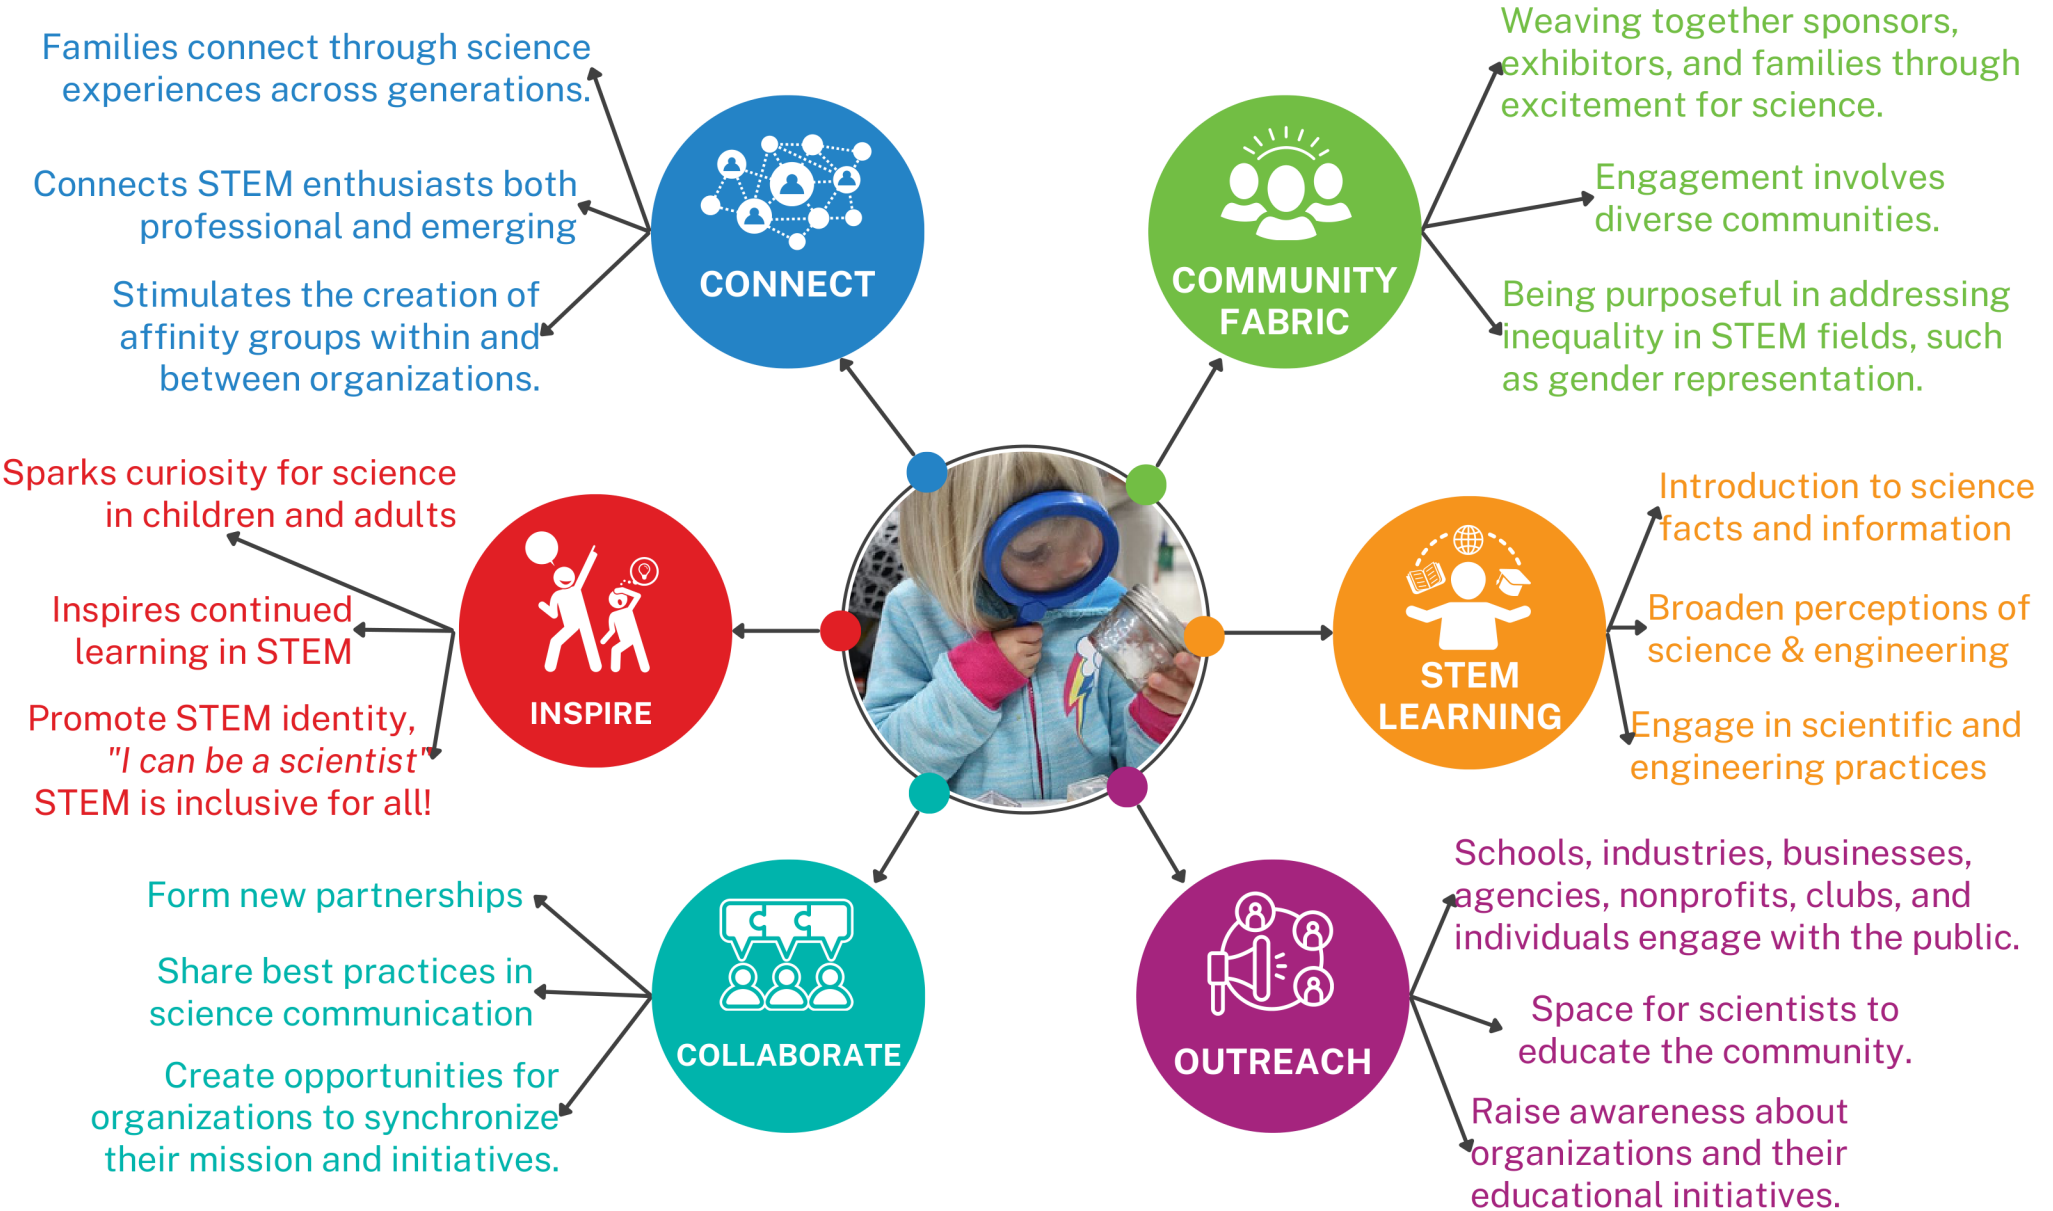 Families connect through science
experiences across generations.
Connects STEM enthusiasts both
professional and emerging
Stimulates the creation of
affinity groups within and
between organizations.
CONNECT
Weaving together sponsors,
exhibitors, and families through
excitement for science.
Engagement involves
diverse communities.
Being purposeful in addressing
inequality in STEM fields, such
as gender representation.
COMMUNITY
FABRIC
Sparks curiosity for science
in children and adults
Inspires continued
learning in STEM
Promote STEM identity,
"I can be a scientist"
STEM is inclusive for all!
INSPIRE
Introduction to science
facts and information
Broaden perceptions of
science & engineering
Engage in scientific and
engineering practices
STEM
LEARNING
Form new partnerships
Share best practices in
science communication
Create opportunities for
organizations to synchronize
their mission and initiatives.
COLLABORATE
Schools, industries, businesses,
agencies, nonprofits, clubs, and
individuals engage with the public.
Space for scientists to
educate the community.
Raise awareness about
organizations and their
educational initiatives.
OUTREACH